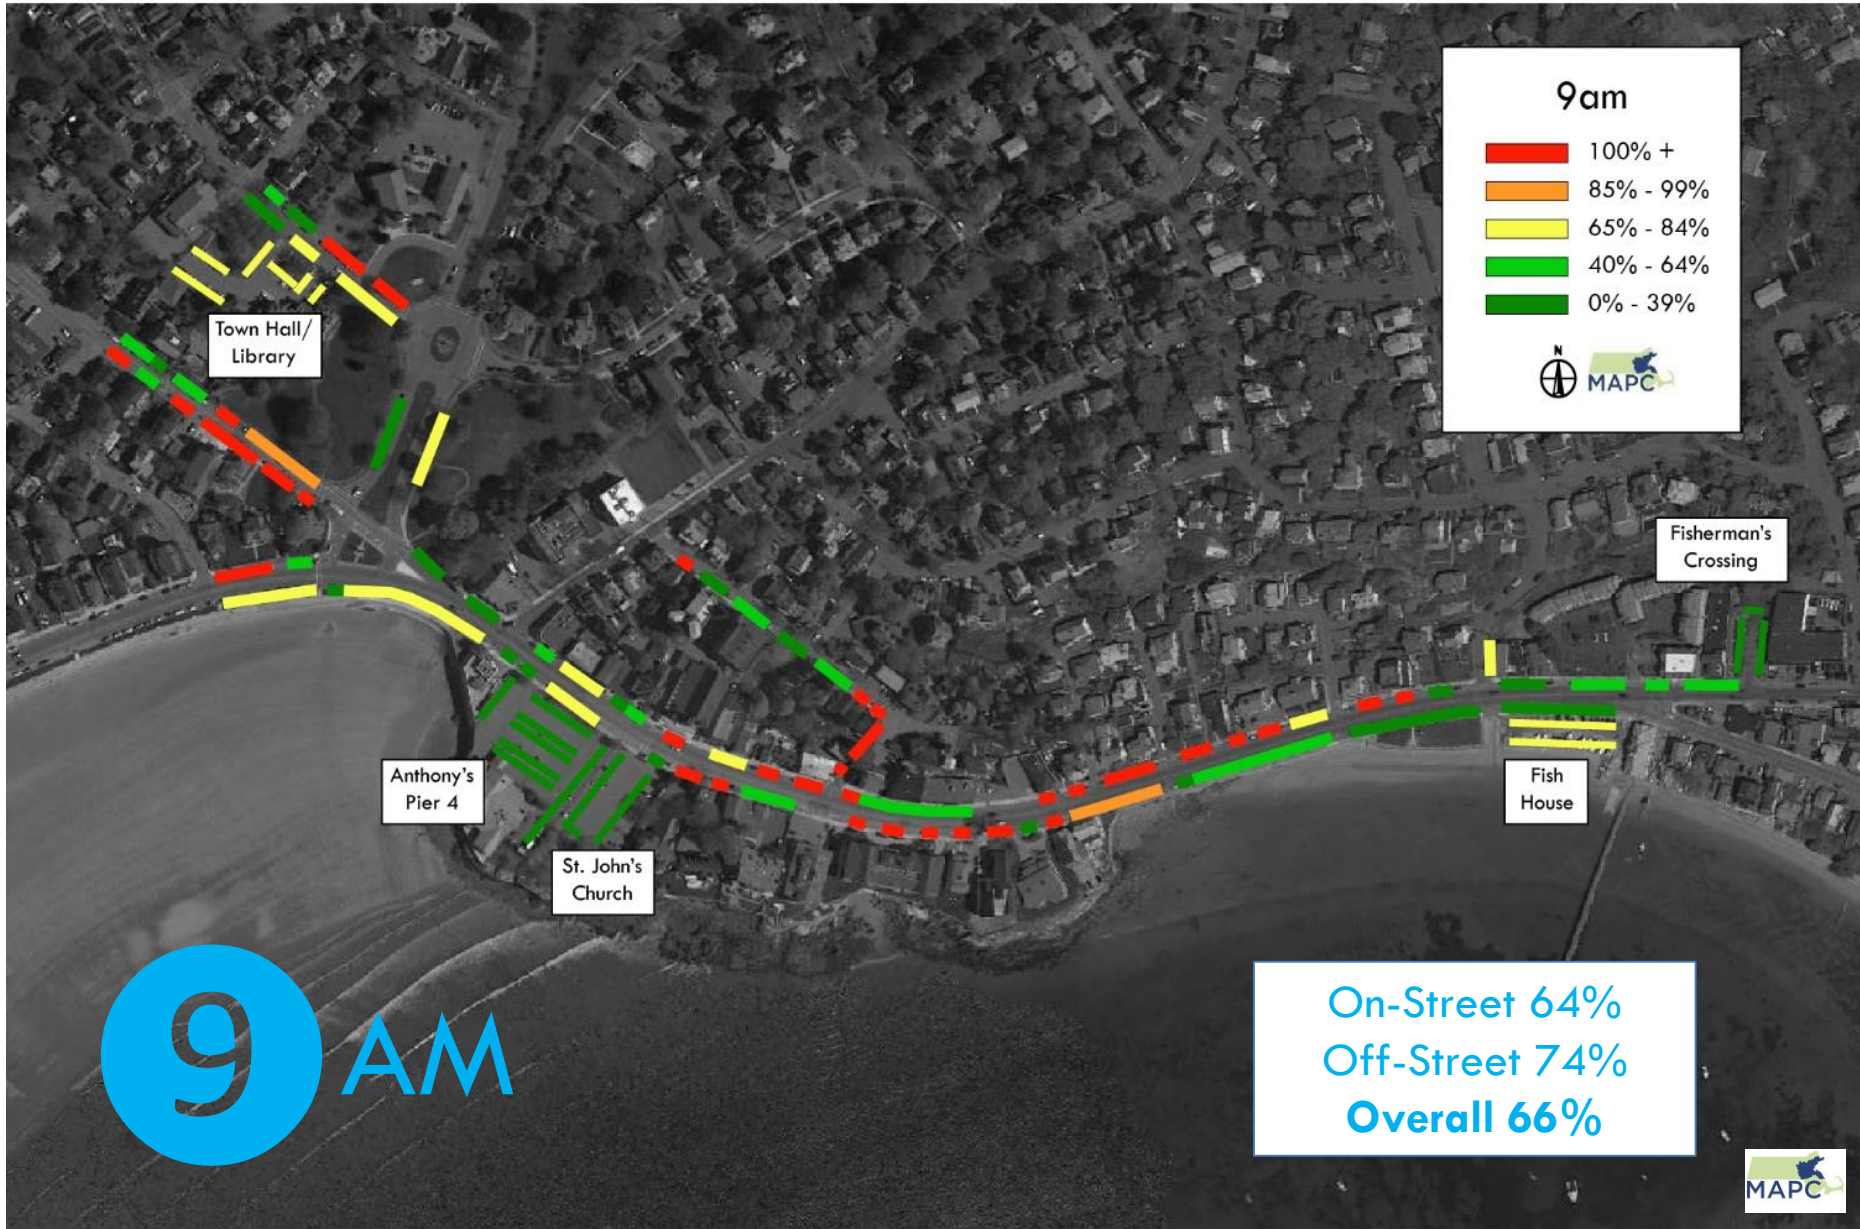 9am
100% +
85% - 99%
65% - 84%
40% - 64%
0% - 39%
N
MAPC
Town Hall/
Library
Fisherman's
Crossing
Anthony's
Pier 4
Fish
House
St. John's
Church
9 AM
On-Street 64%
Off-Street 74%
Overall 66%
MAPC